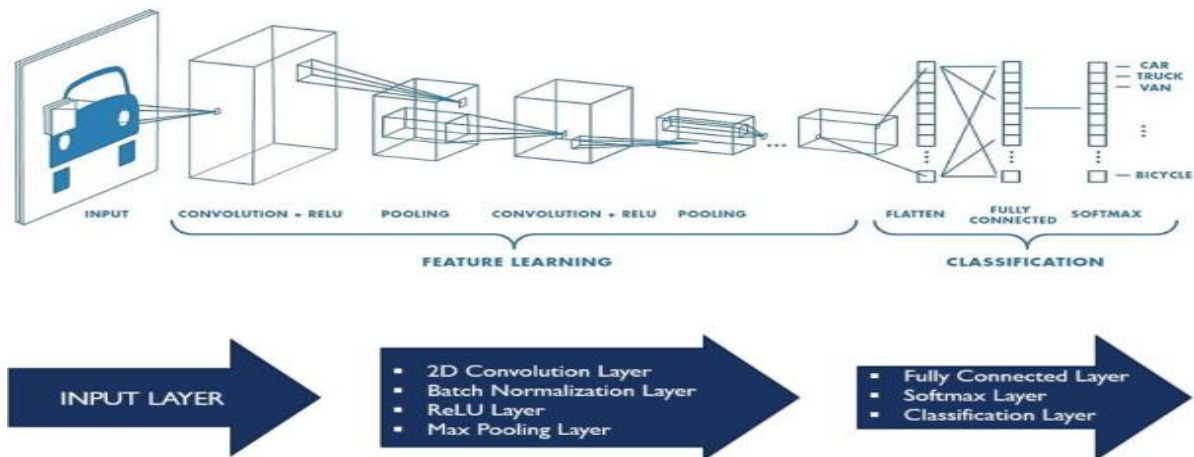 CAR
TRUCK
VAN
BICYCLE
INPUT
CONVOLUTION + RELU
POOLING
CONVOLUTION + RELU
POOLING
FLATTEN
FULLY
CONNECTED
SOFTMAX
FEATURE LEARNING
CLASSIFICATION
INPUT LAYER
▪ 2D Convolution Layer
▪ Batch Normalization Layer
▪ ReLU Layer
▪ Max Pooling Layer
▪ Fully Connected Layer
▪ Softmax Layer
▪ Classification Layer